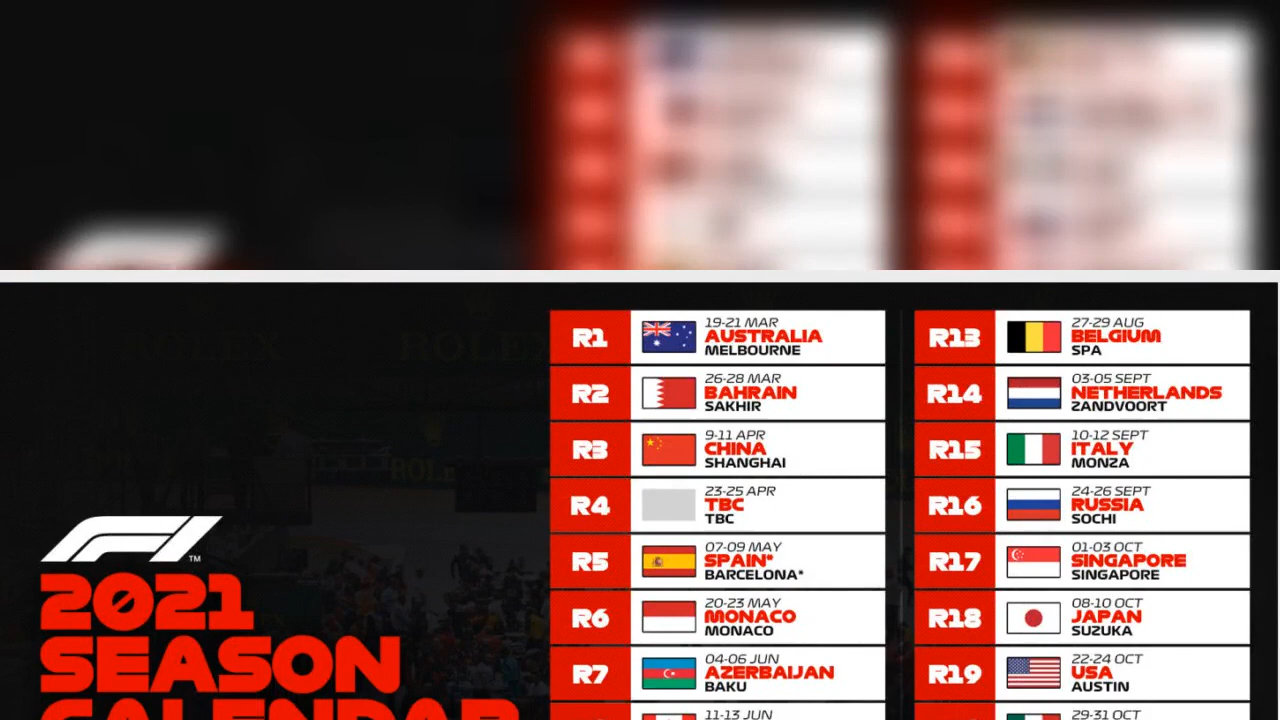 R1
19-21 MAR
AUSTRALIA
MELBOURNE
R2
26-28 MAR
BAHRAIN
SAKHIR
R3
9-11 APR
CHINA
SHANGHAI
R4
23-25 APR
TBC
TBC
R5
07-09 MAY
SPAIN*
BARCELONA*
R6
20-23 MAY
MONACO
MONACO
R7
04-06 JUN
AZERBAIJAN
BAKU
11-13 JUN
R13
27-29 AUG
BELGIUM
SPA
R14
03-05 SEPT
NETHERLANDS
ZANDVOORT
R15
10-12 SEPT
ITALY
MONZA
R16
24-26 SEPT
RUSSIA
SOCHI
R17
01-03 OCT
SINGAPORE
SINGAPORE
R18
08-10 OCT
JAPAN
SUZUKA
R19
22-24 OCT
USA
AUSTIN
29-31 OCT
F1 ™
2021
SEASON
CALENDAR